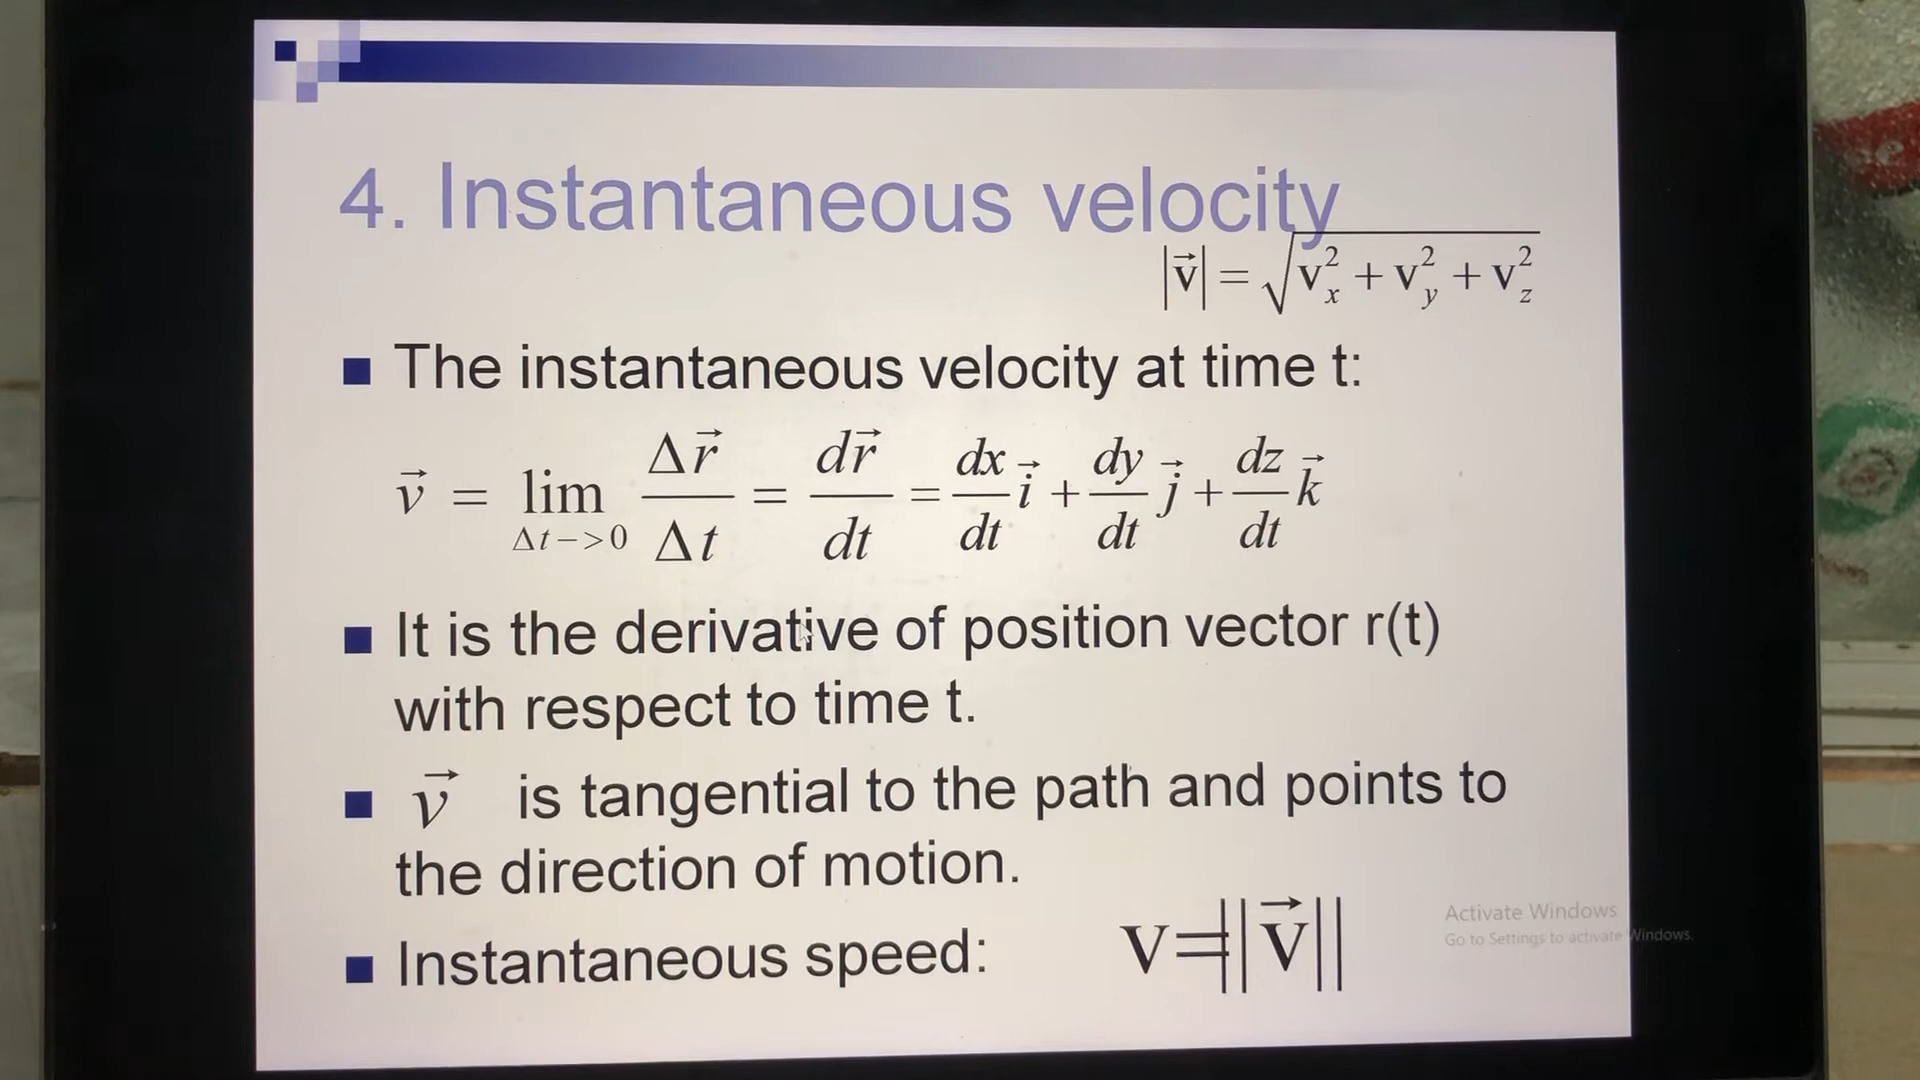 4. Instantaneous velocity
|v⃗| = √(v_x² + v_y² + v_z²)
■ The instantaneous velocity at time t:
v⃗ = lim_{Δt->0} Δr⃗/Δt = dr⃗/dt = dx/dt i⃗ + dy/dt j⃗ + dz/dt k⃗
■ It is the derivative of position vector r(t)
with respect to time t.
■ v⃗ is tangential to the path and points to
the direction of motion.
■ Instantaneous speed: v=||v⃗||
Activate Windows
Go to Settings to activate Windows.